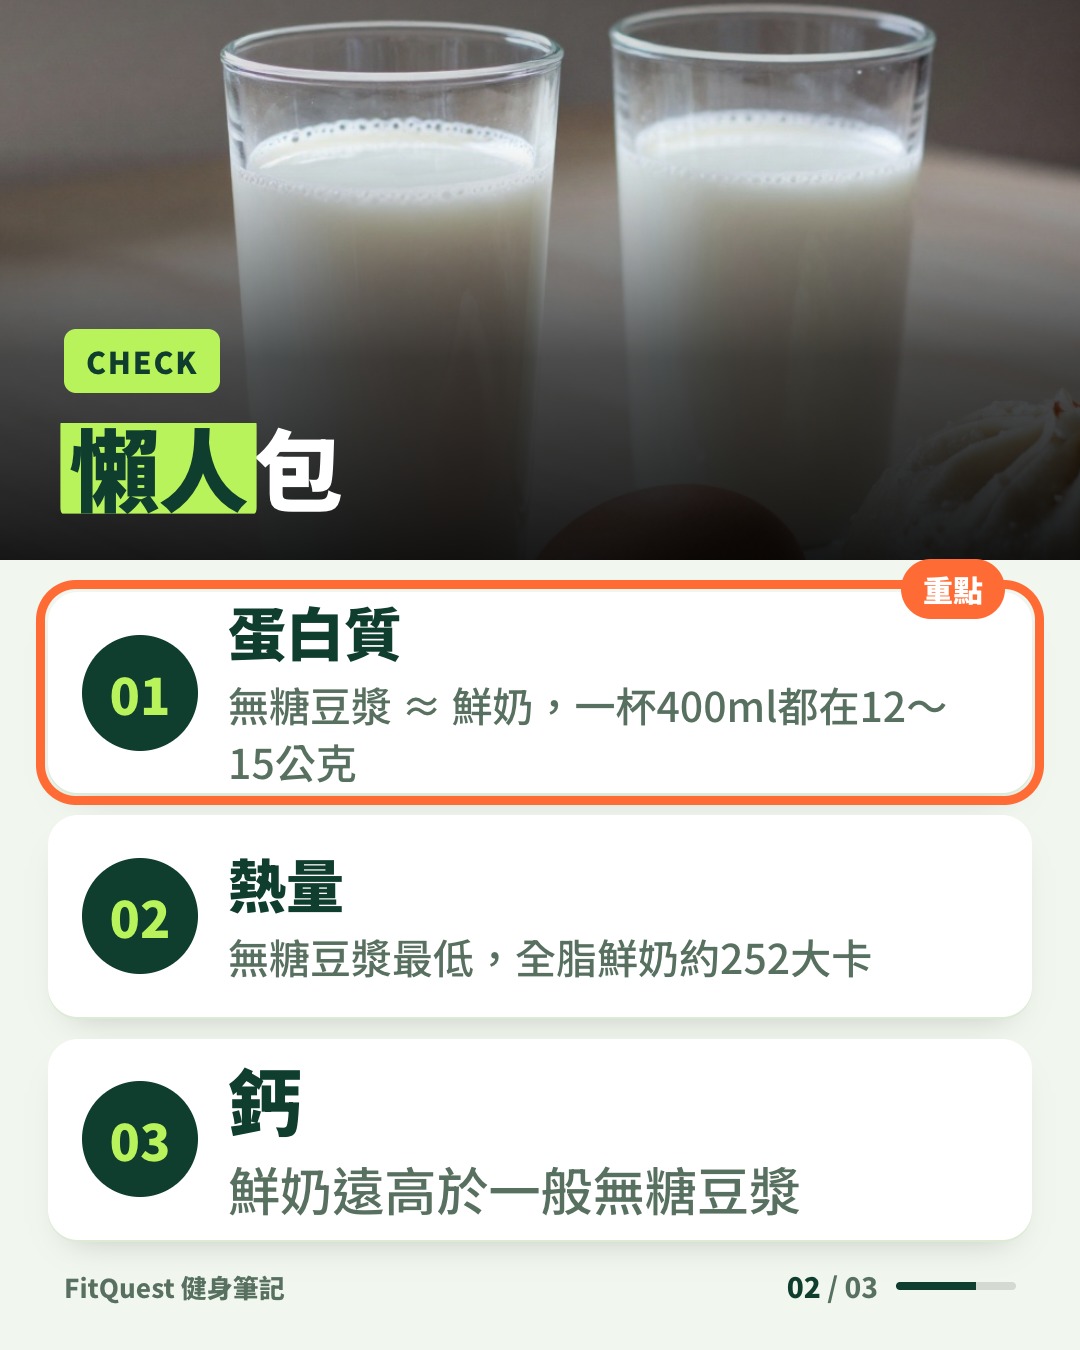 CHECK
懶人包
重點
01
蛋白質
無糖豆漿 ≈ 鮮奶，一杯400ml都在12～
15公克
02
熱量
無糖豆漿最低，全脂鮮奶約252大卡
03
鈣
鮮奶遠高於一般無糖豆漿
FitQuest 健身筆記
02 / 03